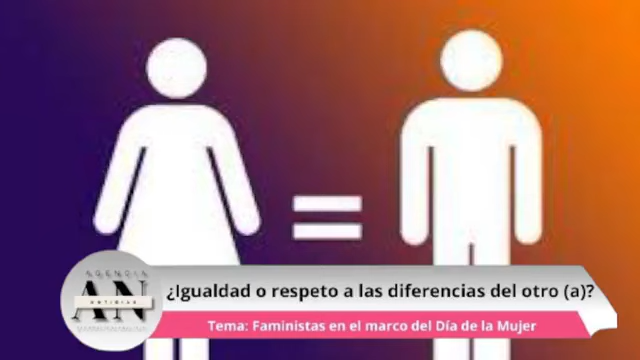 AGENCIA
AN
NOTICIAS
¿Igualdad o respeto a las diferencias del otro (a)?
Tema: Faministas en el marco del Día de la Mujer